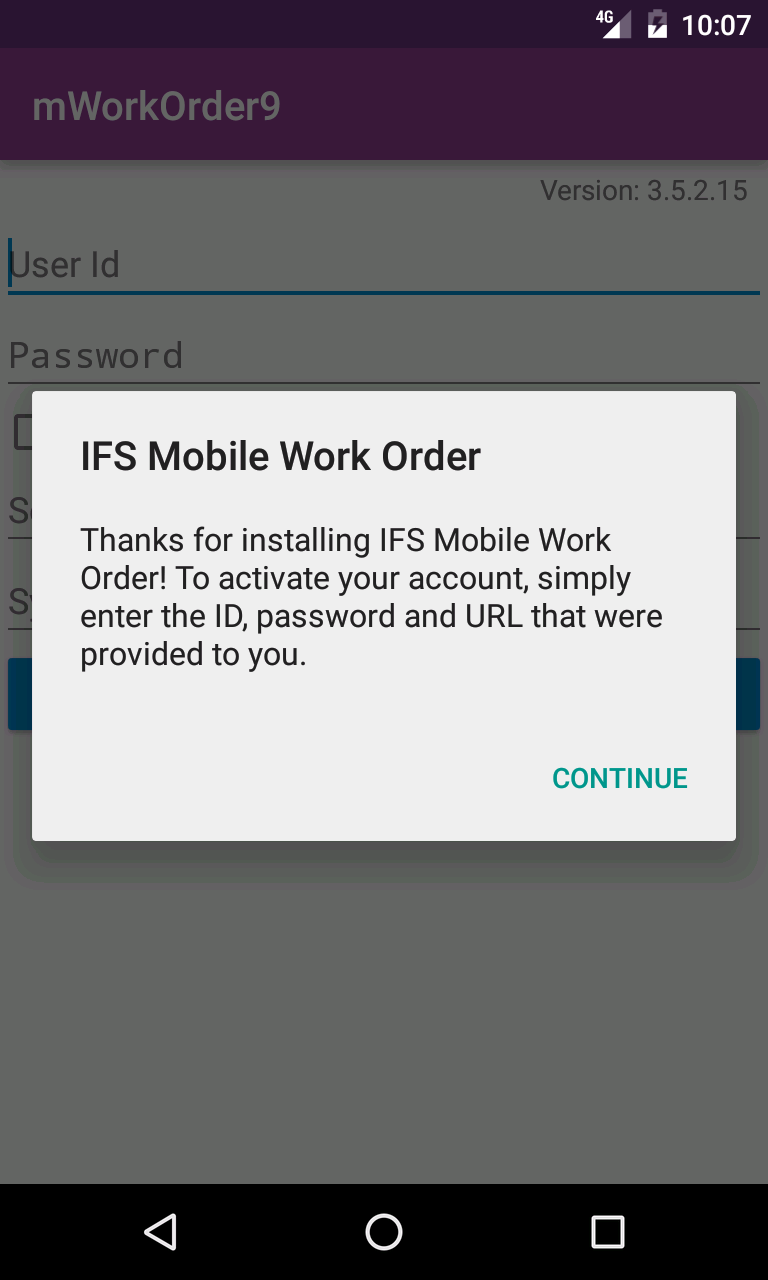 4G 10:07
mWorkOrder9
Version: 3.5.2.15
User Id
Password
IFS Mobile Work Order
Thanks for installing IFS Mobile Work
Order! To activate your account, simply
enter the ID, password and URL that were
provided to you.
CONTINUE